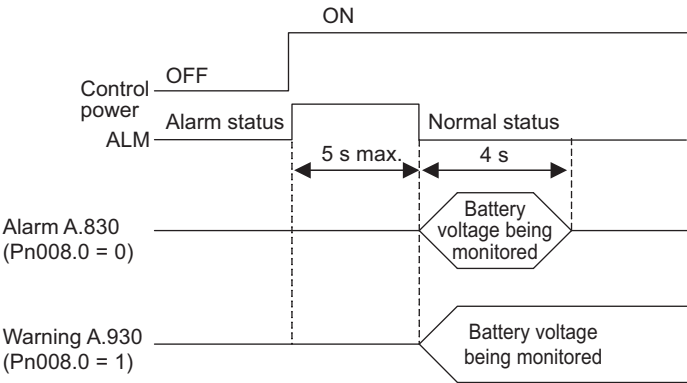 ON
OFF
Control
power
ALM
Alarm status
Normal status
5 s max.
4 s
Alarm A.830
(Pn008.0 = 0)
Battery
voltage being
monitored
Warning A.930
(Pn008.0 = 1)
Battery voltage
being monitored